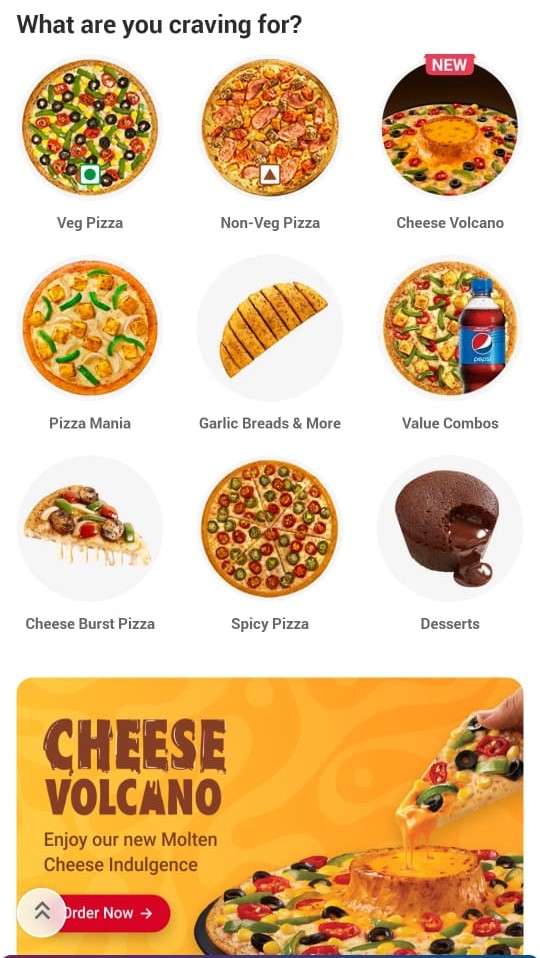 What are you craving for?
NEW
Veg Pizza
Non-Veg Pizza
Cheese Volcano
pepsi
Pizza Mania
Garlic Breads & More
Value Combos
Cheese Burst Pizza
Spicy Pizza
Desserts
CHEESE
VOLCANO
Enjoy our new Molten
Cheese Indulgence
Order Now →